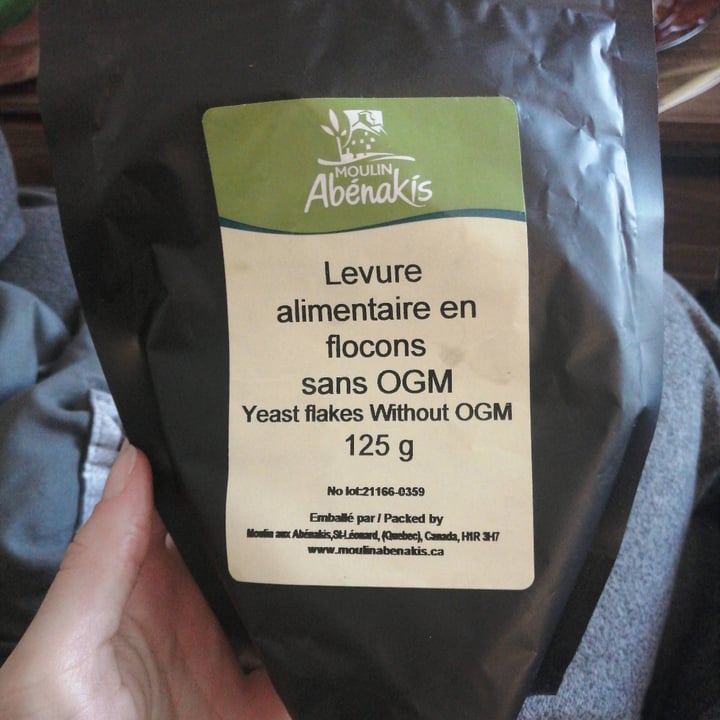 MOULIN
Abénakis
Levure
alimentaire en
flocons
sans OGM
Yeast flakes Without OGM
125 g
No lot:21166-0359
Emballé par / Packed by
Moulin aux Abénakis,St-Léonard, (Quebec), Canada, H1R 3H7
www.moulinabenakis.ca